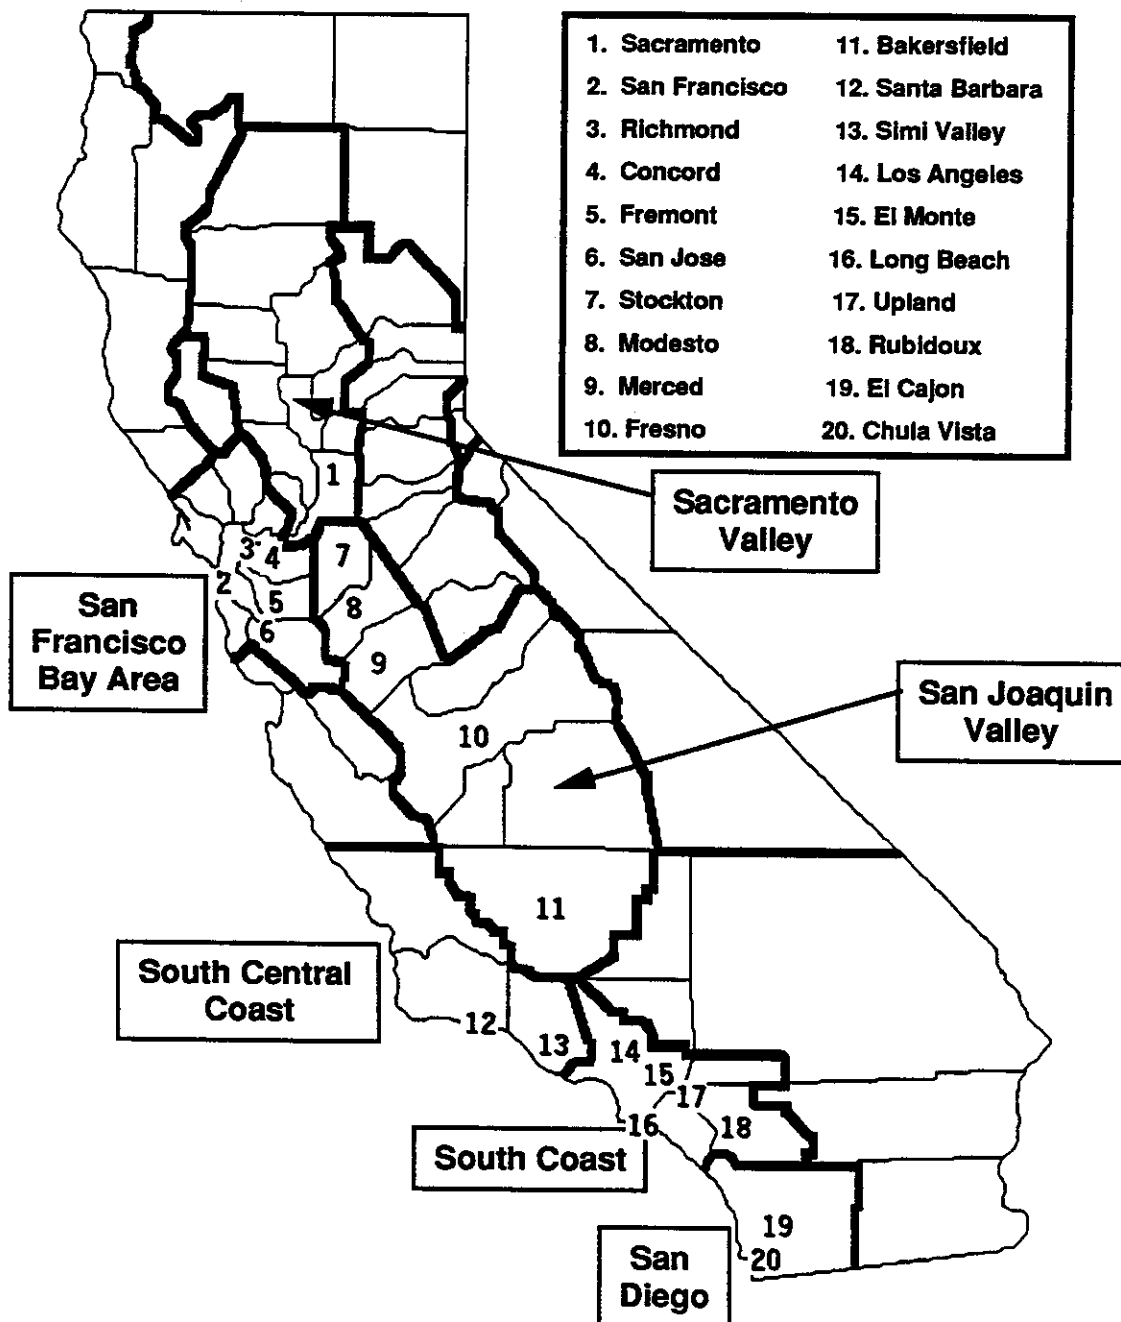 1. Sacramento
2. San Francisco
3. Richmond
4. Concord
5. Fremont
6. San Jose
7. Stockton
8. Modesto
9. Merced
10. Fresno
11. Bakersfield
12. Santa Barbara
13. Simi Valley
14. Los Angeles
15. El Monte
16. Long Beach
17. Upland
18. Rubidoux
19. El Cajon
20. Chula Vista
Sacramento
Valley
San
Francisco
Bay Area
San Joaquin
Valley
South Central
Coast
South Coast
San
Diego
1
2
3
4
5
6
7
8
9
10
11
12
13
14
15
16
17
18
19
20